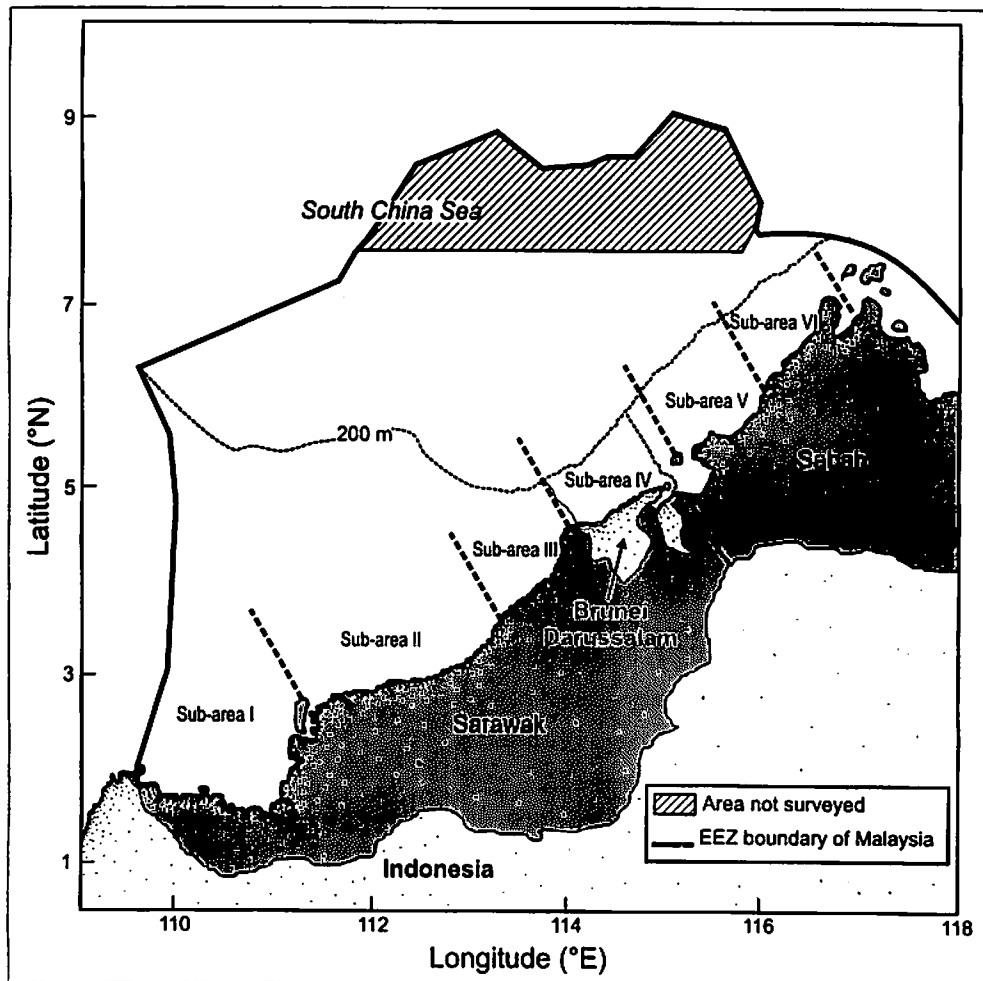 9
7
5
3
1
Latitude (°N)
South China Sea
200 m
Sub-area VI
Sub-area V
Sub-area IV
Sub-area III
Sub-area II
Sub-area I
Sabah
Brunei
Darussalam
Sarawak
Indonesia
Area not surveyed
EEZ boundary of Malaysia
110
112
114
116
118
Longitude (°E)